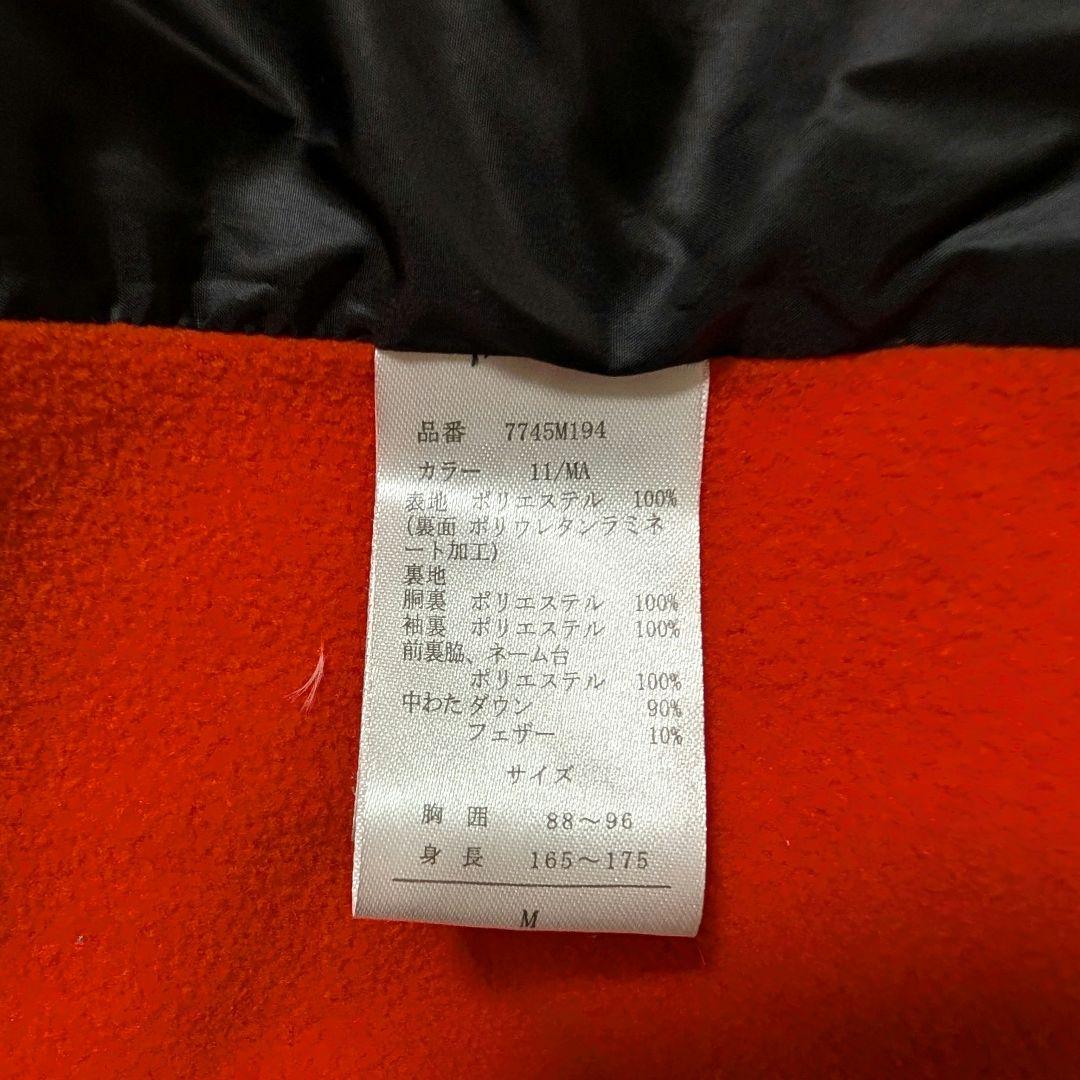 品番 7745M194
カラー 11/MA
表地 ポリエステル 100%
(裏面 ポリウレタンラミネ
ート加工)
裏地
胴裏 ポリエステル 100%
袖裏 ポリエステル 100%
前裏脇、ネーム台
ポリエステル 100%
中わた ダウン 90%
フェザー 10%
サイズ
胸囲 88～96
身長 165～175
M